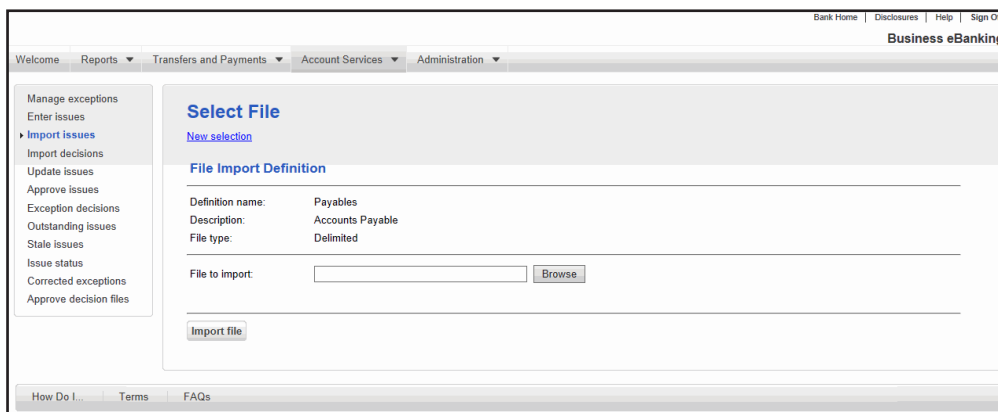 Bank Home | Disclosures | Help | Sign
Business eBanking
Welcome Reports Transfers and Payments Account Services Administration
Manage exceptions
Enter issues
Import issues
Import decisions
Update issues
Approve issues
Exception decisions
Outstanding issues
Stale issues
Issue status
Corrected exceptions
Approve decision files
Select File
New selection
File Import Definition
Definition name: Payables
Description: Accounts Payable
File type: Delimited
File to import: Browse
Import file
How Do I... Terms FAQs